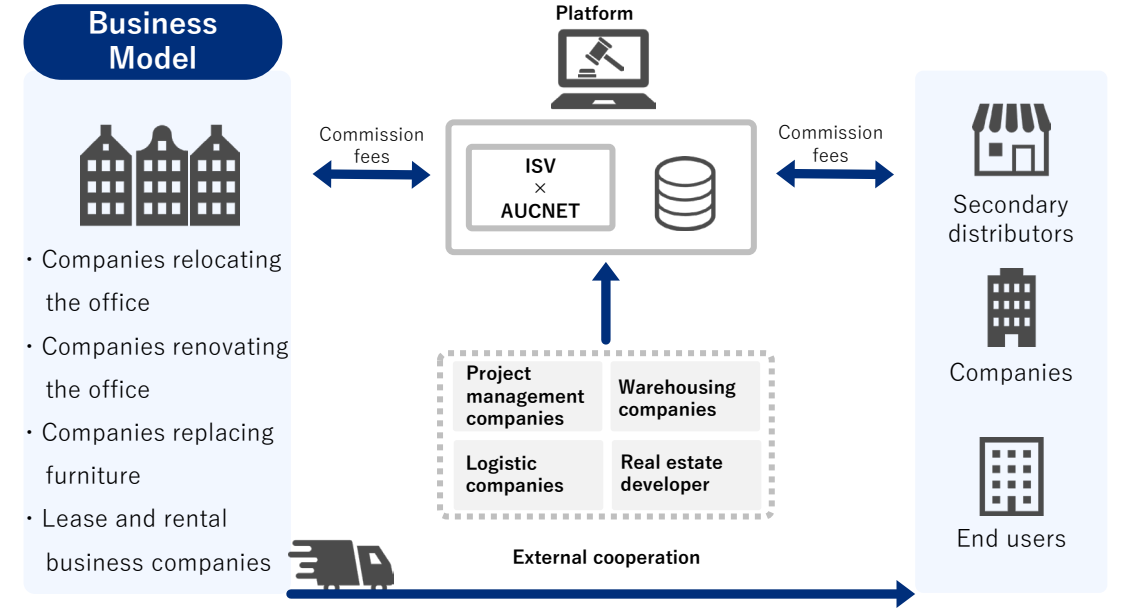 Business
Model
・Companies relocating
the office
・Companies renovating
the office
・Companies replacing
furniture
・Lease and rental
business companies
Commission
fees
Platform
ISV
×
AUCNET
Commission
fees
Project
management
companies
Warehousing
companies
Logistic
companies
Real estate
developer
External cooperation
Secondary
distributors
Companies
End users